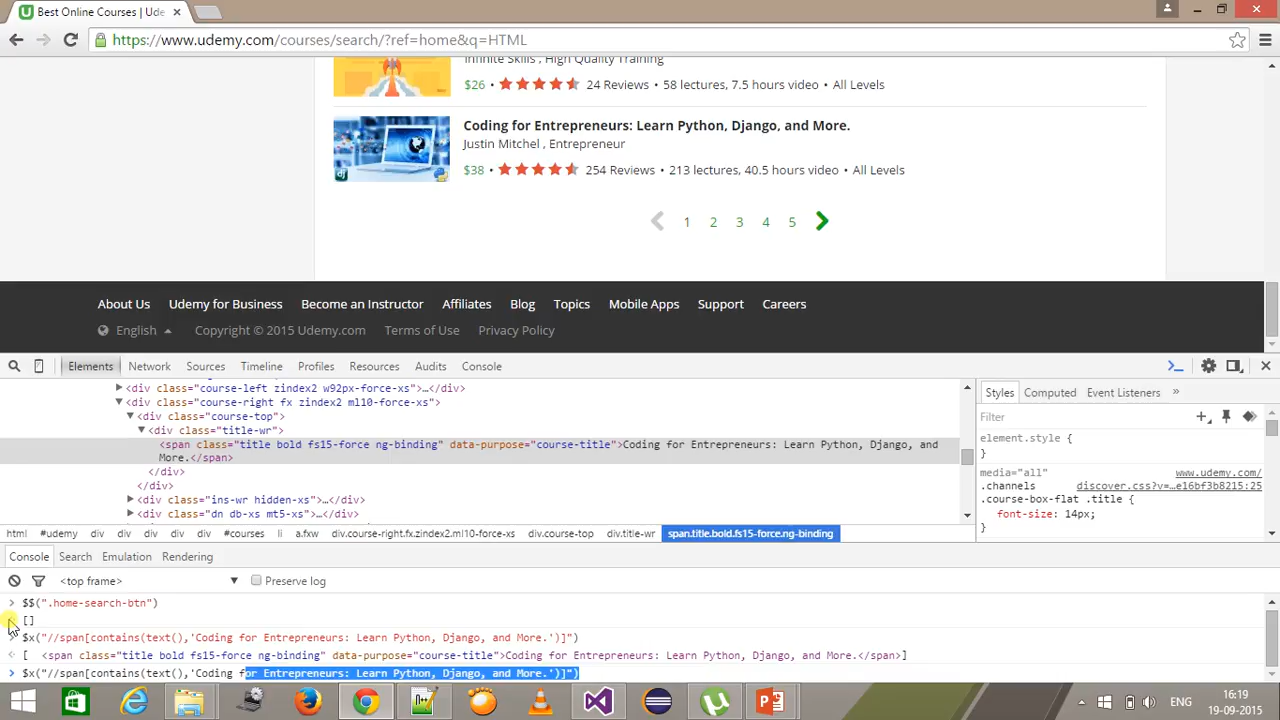 Best Online Courses | Ude
https://www.udemy.com/courses/search/?ref=home&q=HTML
Infinite Skills , High Quality Training
$26 • 24 Reviews • 58 lectures, 7.5 hours video • All Levels
Coding for Entrepreneurs: Learn Python, Django, and More.
Justin Mitchel , Entrepreneur
$38 • 254 Reviews • 213 lectures, 40.5 hours video • All Levels
1 2 3 4 5
About Us Udemy for Business Become an Instructor Affiliates Blog Topics Mobile Apps Support Careers
English Copyright © 2015 Udemy.com Terms of Use Privacy Policy
Elements Network Sources Timeline Profiles Resources Audits Console
<div class="course-left zindex2 w92px-force-xs">…</div>
<div class="course-right fx zindex2 ml10-force-xs">
<div class="course-top">
<div class="title-wr">
<span class="title bold fs15-force ng-binding" data-purpose="course-title">Coding for Entrepreneurs: Learn Python, Django, and
More.</span>
</div>
</div>
<div class="ins-wr hidden-xs">…</div>
<div class="dn db-xs mt5-xs">…</div>
html #udemy div div div div div #courses li a.fxw div.course-right.fx.zindex2.ml10-force-xs div.course-top div.title-wr span.title.bold.fs15-force.ng-binding
Styles Computed Event Listeners »
Filter
element.style {
}
media="all" www.udemy.com/
.channels discover.css?v=…e16bf3b8215:25
.course-box-flat .title {
font-size: 14px;
}
Console Search Emulation Rendering
<top frame> Preserve log
> $$(".home-search-btn")
[]
$x("//span[contains(text(),'Coding for Entrepreneurs: Learn Python, Django, and More.')]")
[ <span class="title bold fs15-force ng-binding" data-purpose="course-title">Coding for Entrepreneurs: Learn Python, Django, and More.</span>]
> $x("//span[contains(text(),'Coding for Entrepreneurs: Learn Python, Django, and More.')]")
ENG
16:19
19-09-2015